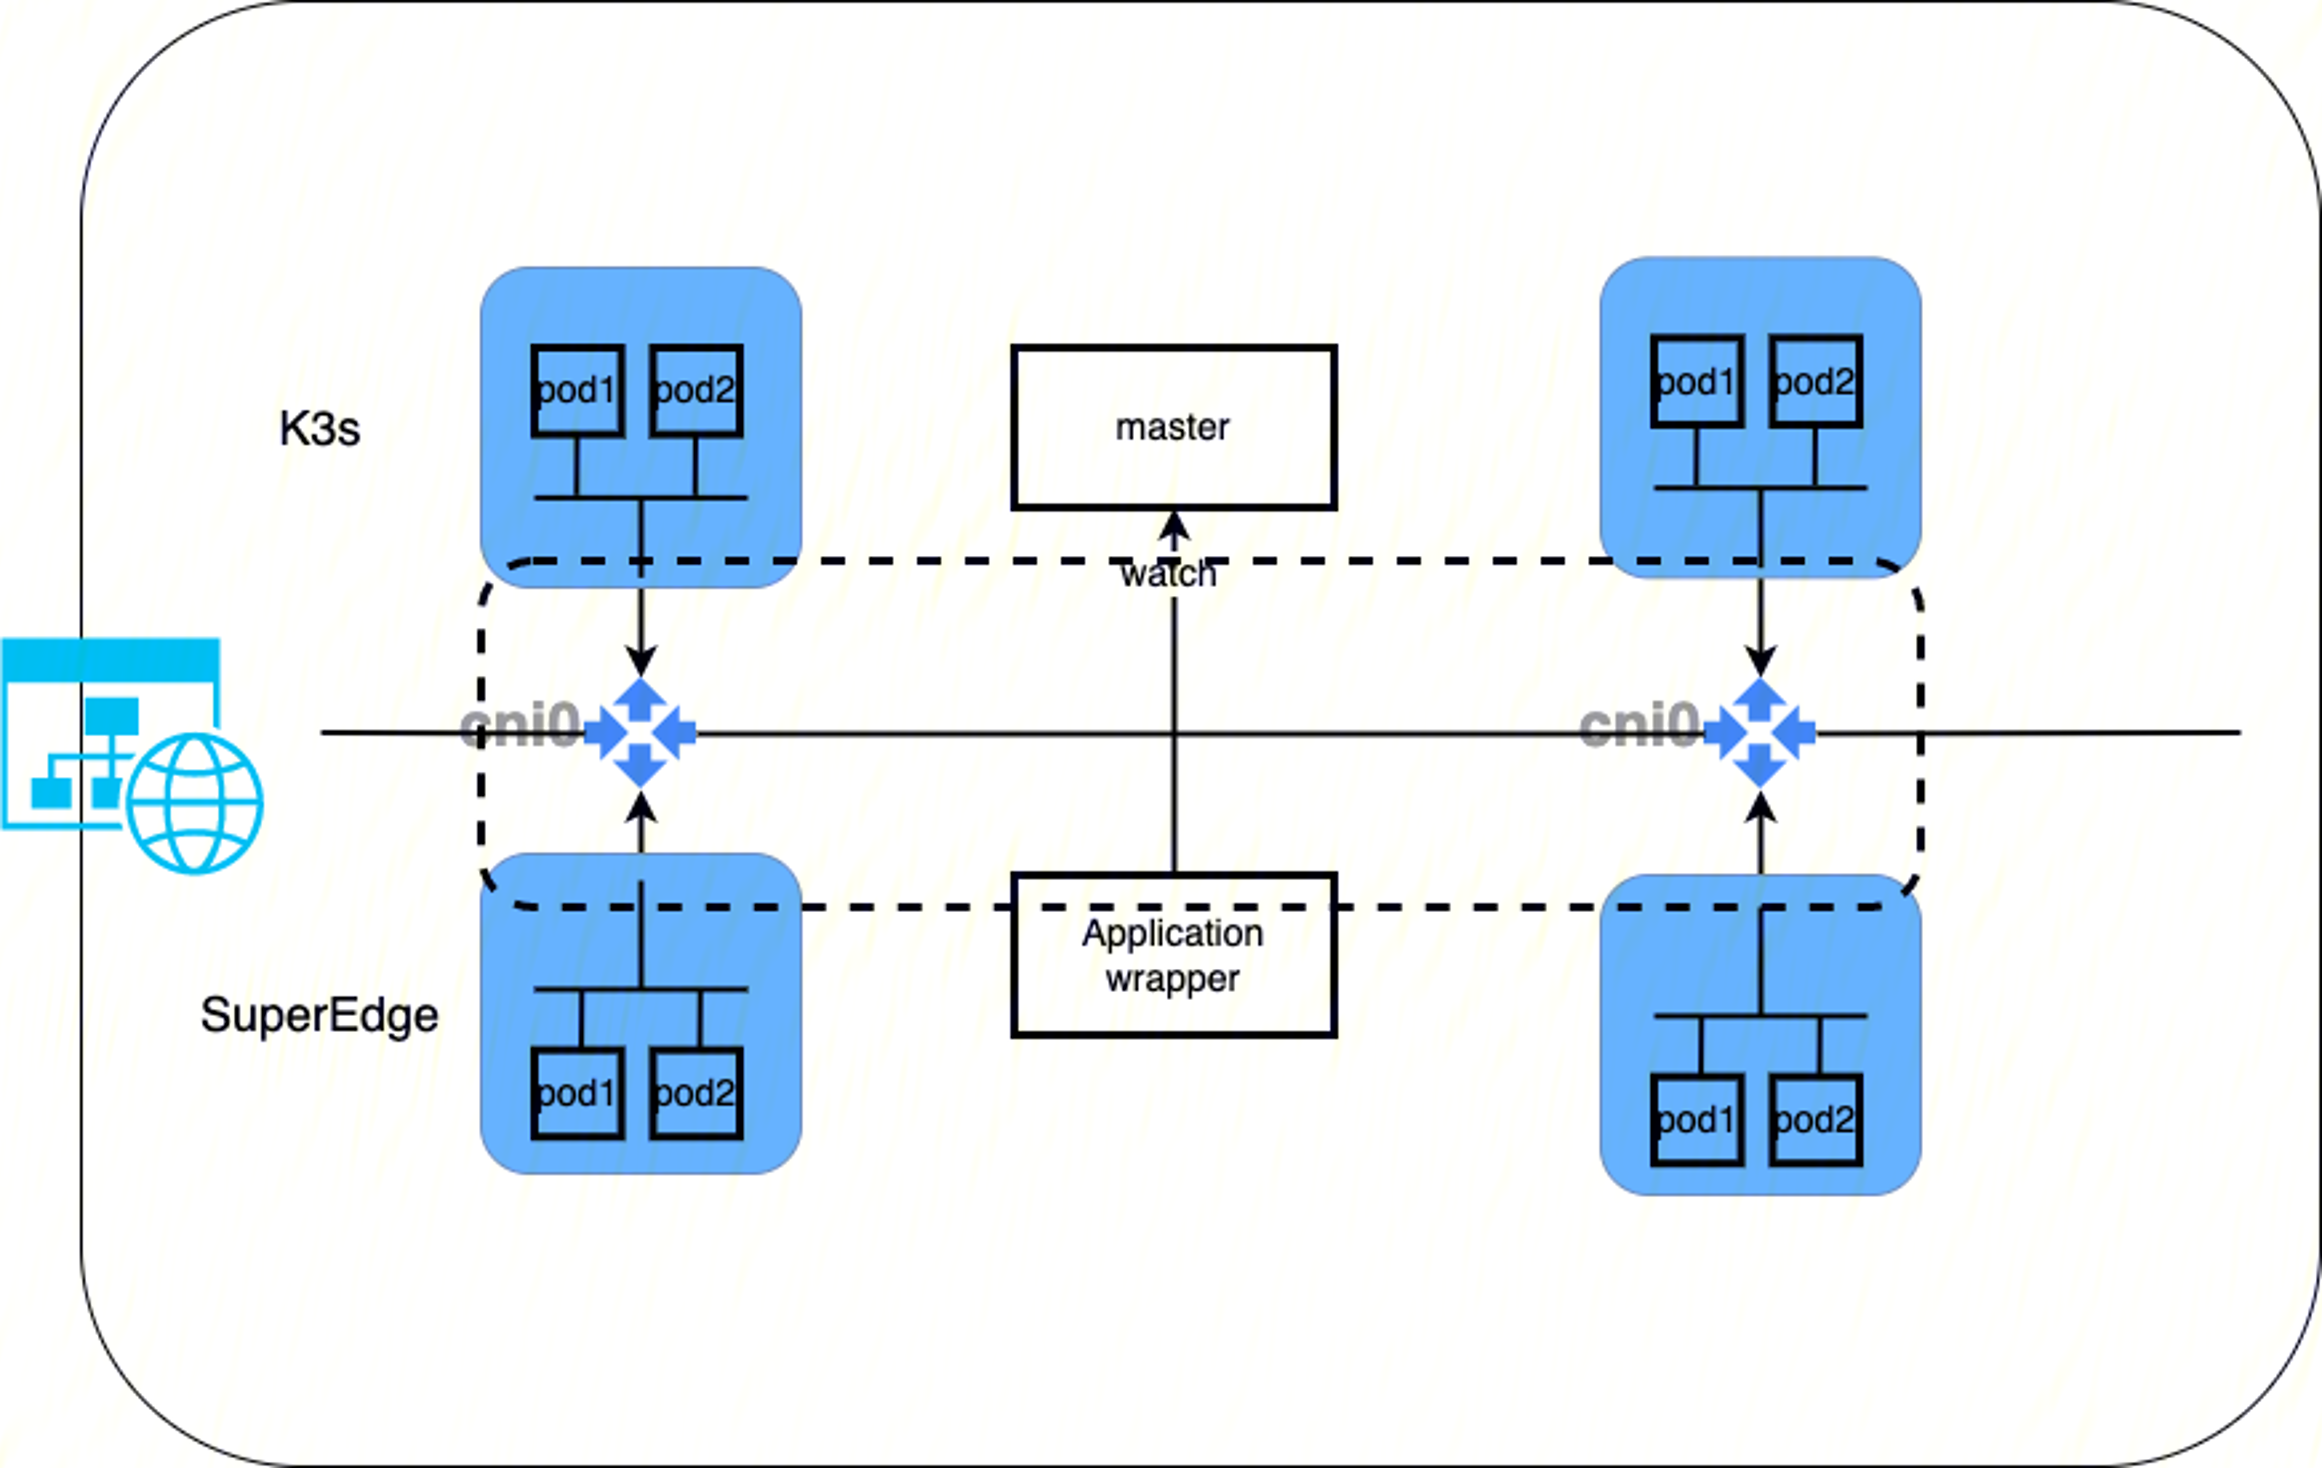 K3s
pod1
pod2
master
pod1
pod2
watch
cni0
cni0
SuperEdge
pod1
pod2
Application
wrapper
pod1
pod2